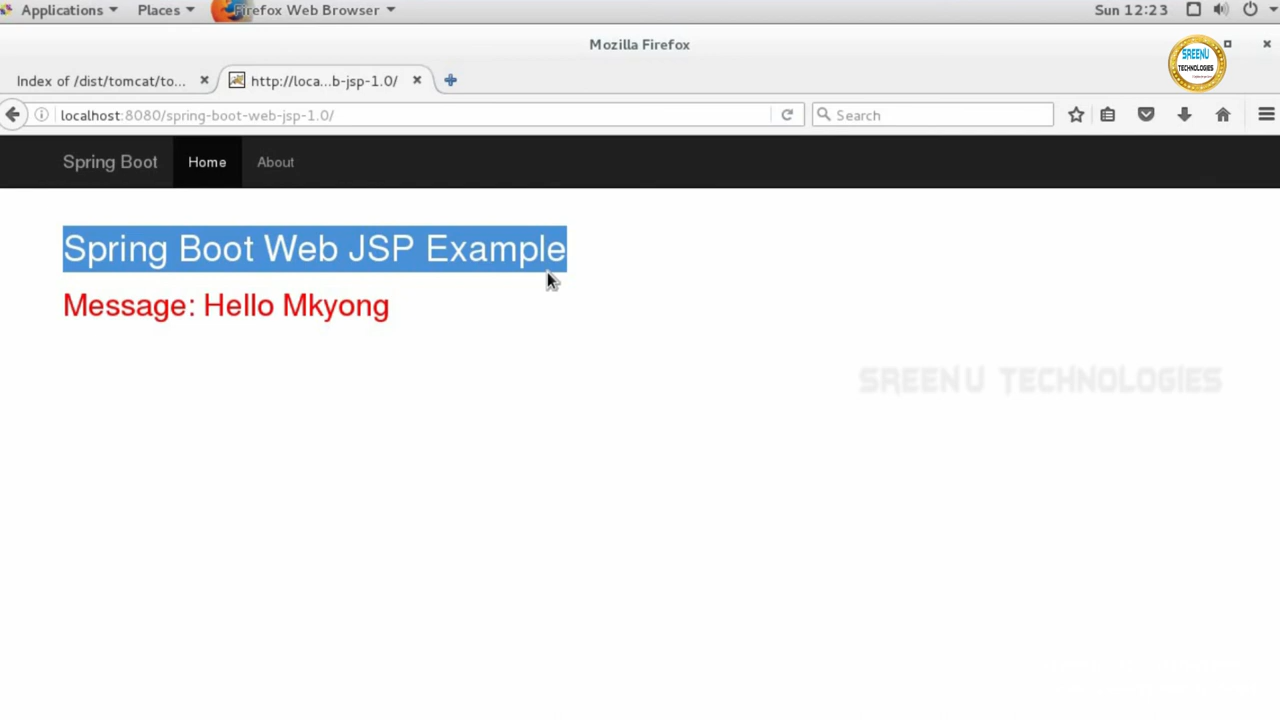 Applications Places Firefox Web Browser Sun 12:23
Mozilla Firefox
SREENU
TECHNOLOGIES
Index of /dist/tomcat/to... http://loca...b-jsp-1.0/
localhost:8080/spring-boot-web-jsp-1.0/ Search
Spring Boot Home About
Spring Boot Web JSP Example
Message: Hello Mkyong
SREENU TECHNOLOGIES